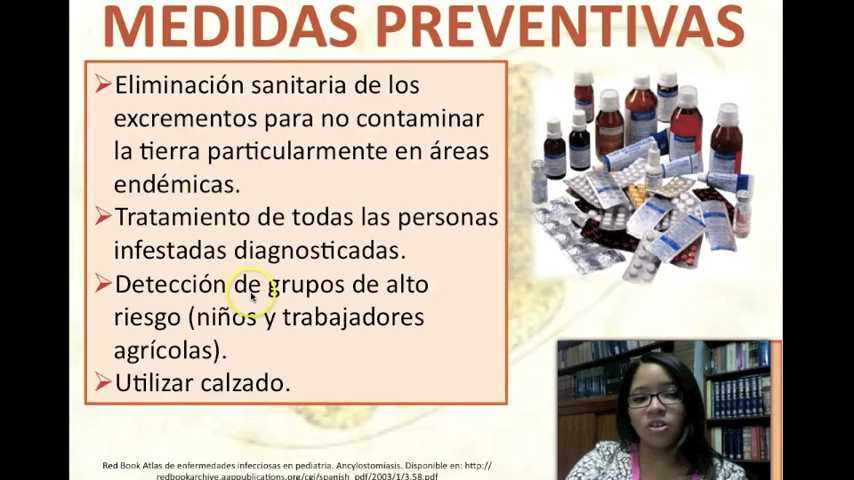 MEDIDAS PREVENTIVAS
➢Eliminación sanitaria de los
excrementos para no contaminar
la tierra particularmente en áreas
endémicas.
➢Tratamiento de todas las personas
infestadas diagnosticadas.
➢Detección de grupos de alto
riesgo (niños y trabajadores
agrícolas).
➢Utilizar calzado.
Red Book Atlas de enfermedades infecciosas en pediatria. Ancylostomiasis. Disponible en: http://
redbookarchive.aappublications.org/cgi/spanish_pdf/2003/1/3.58.pdf